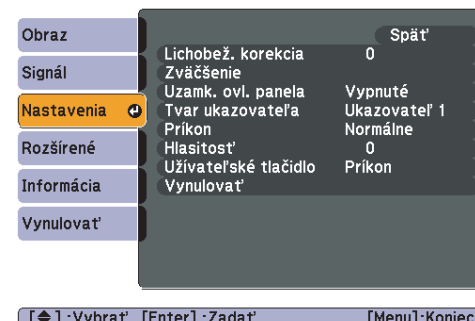 Obraz
Signál
Nastavenia
Rozšírené
Informácia
Vynulovať
Späť
Lichobež. korekcia 0
Zväčšenie
Uzamk. ovl. panela Vypnuté
Tvar ukazovateľa Ukazovateľ 1
Príkon Normálne
Hlasitosť 0
Užívateľské tlačidlo Príkon
Vynulovať
[♦] :Vybrať [Enter] :Zadať [Menu]:Koniec